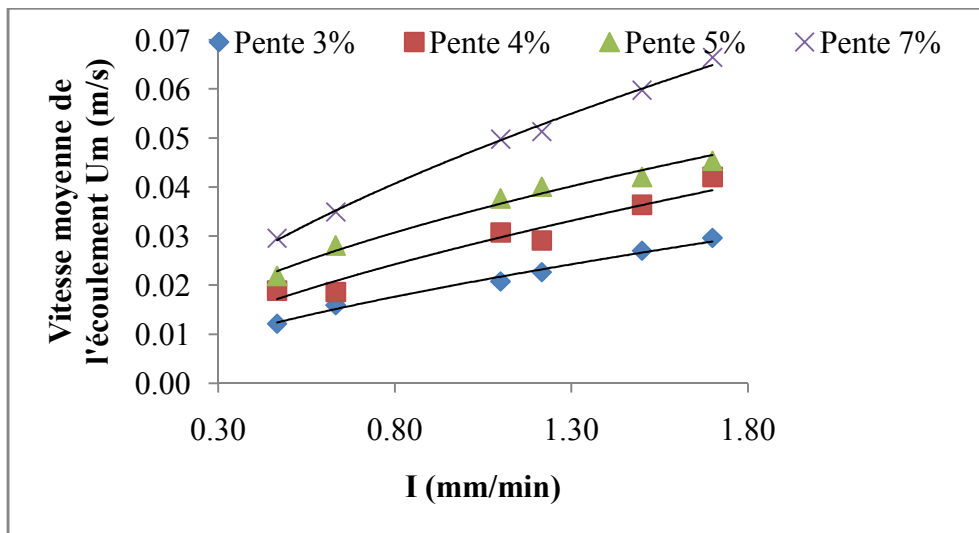 Pente 3% Pente 4% Pente 5% Pente 7%
Vitesse moyenne de
l'écoulement Um (m/s)
0.07
0.06
0.05
0.04
0.03
0.02
0.01
0.00
0.30 0.80 1.30 1.80
I (mm/min)